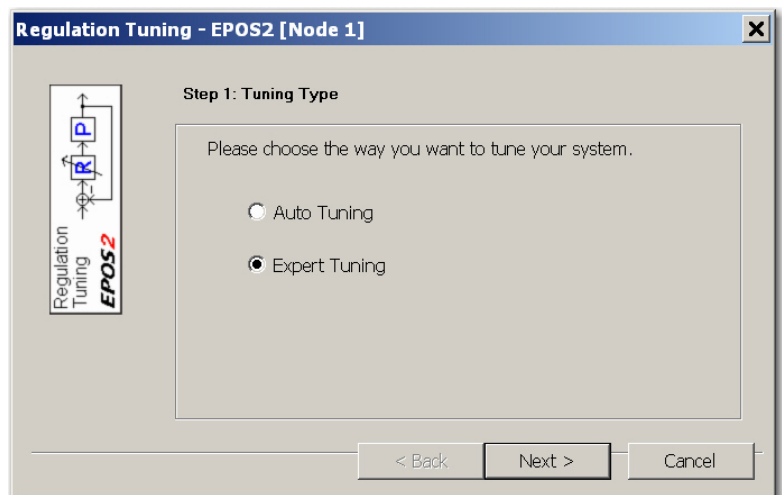 Regulation Tuning - EPOS2 [Node 1]
Step 1: Tuning Type
Please choose the way you want to tune your system.
Auto Tuning
Expert Tuning
P
R
Regulation
Tuning
EPOS2
< Back
Next >
Cancel